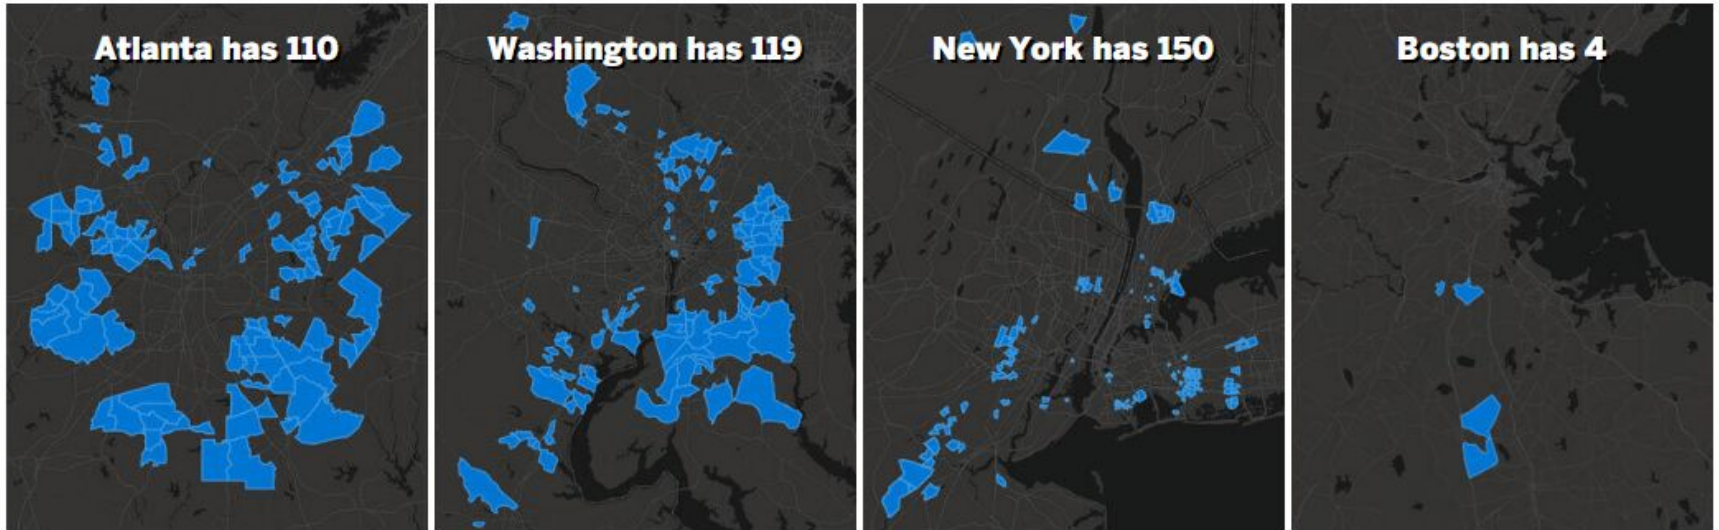 Atlanta has 110
Washington has 119
New York has 150
Boston has 4